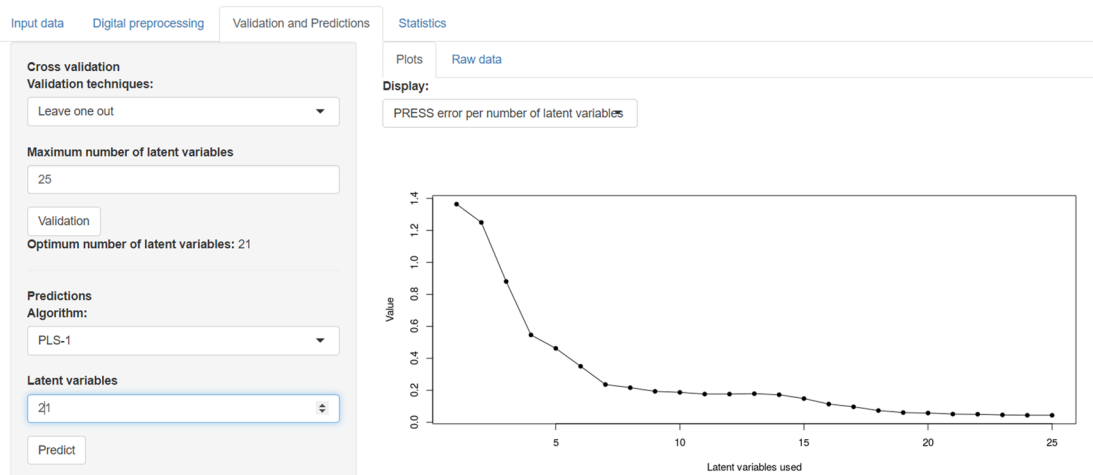 Input data Digital preprocessing Validation and Predictions Statistics
Cross validation
Validation techniques:
Leave one out
Maximum number of latent variables
25
Validation
Optimum number of latent variables: 21
Predictions
Algorithm:
PLS-1
Latent variables
21
Predict
Plots Raw data
Display:
PRESS error per number of latent variables
Value
1.4
1.2
1.0
0.8
0.6
0.4
0.2
0.0
5 10 15 20 25
Latent variables used